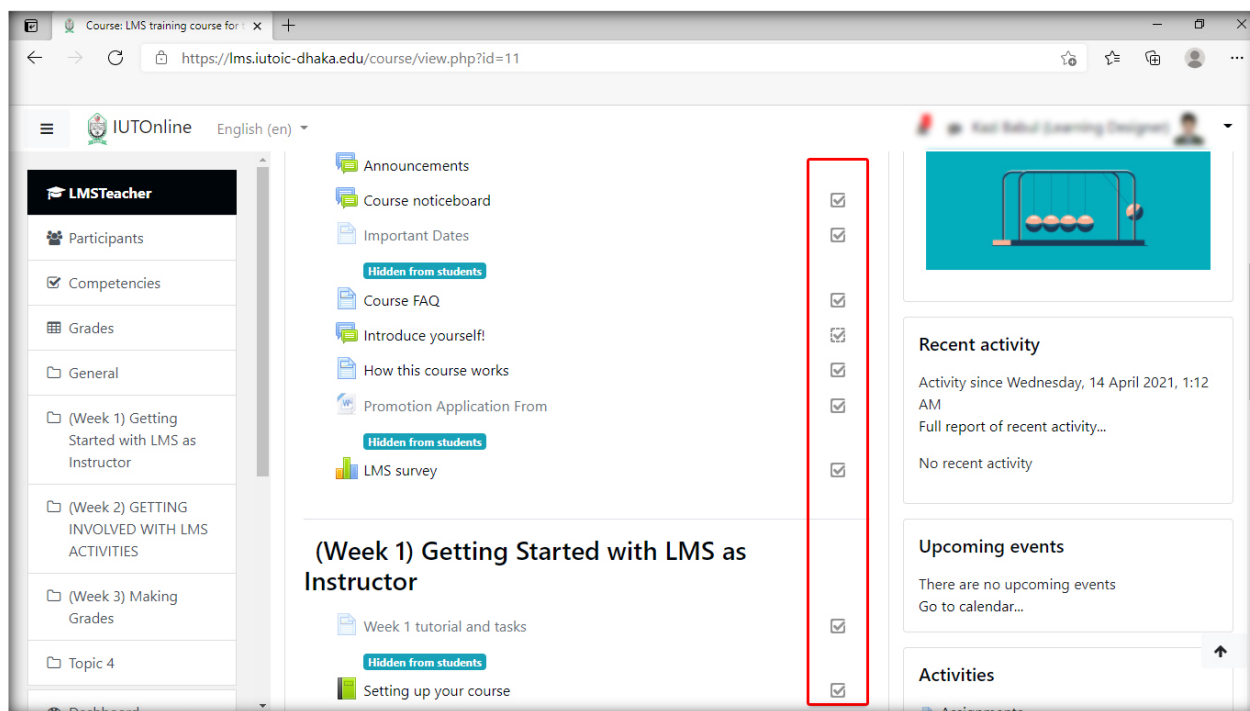 Course: LMS training course for t
https://lms.iutoic-dhaka.edu/course/view.php?id=11
IUTOnline
English (en)
LMSTeacher
Participants
Competencies
Grades
General
(Week 1) Getting
Started with LMS as
Instructor
(Week 2) GETTING
INVOLVED WITH LMS
ACTIVITIES
(Week 3) Making
Grades
Topic 4
Dashboard
Announcements
Course noticeboard
Important Dates
Hidden from students
Course FAQ
Introduce yourself!
How this course works
Promotion Application From
Hidden from students
LMS survey
(Week 1) Getting Started with LMS as
Instructor
Week 1 tutorial and tasks
Hidden from students
Setting up your course
Recent activity
Activity since Wednesday, 14 April 2021, 1:12
AM
Full report of recent activity...
No recent activity
Upcoming events
There are no upcoming events
Go to calendar...
Activities
Assignments